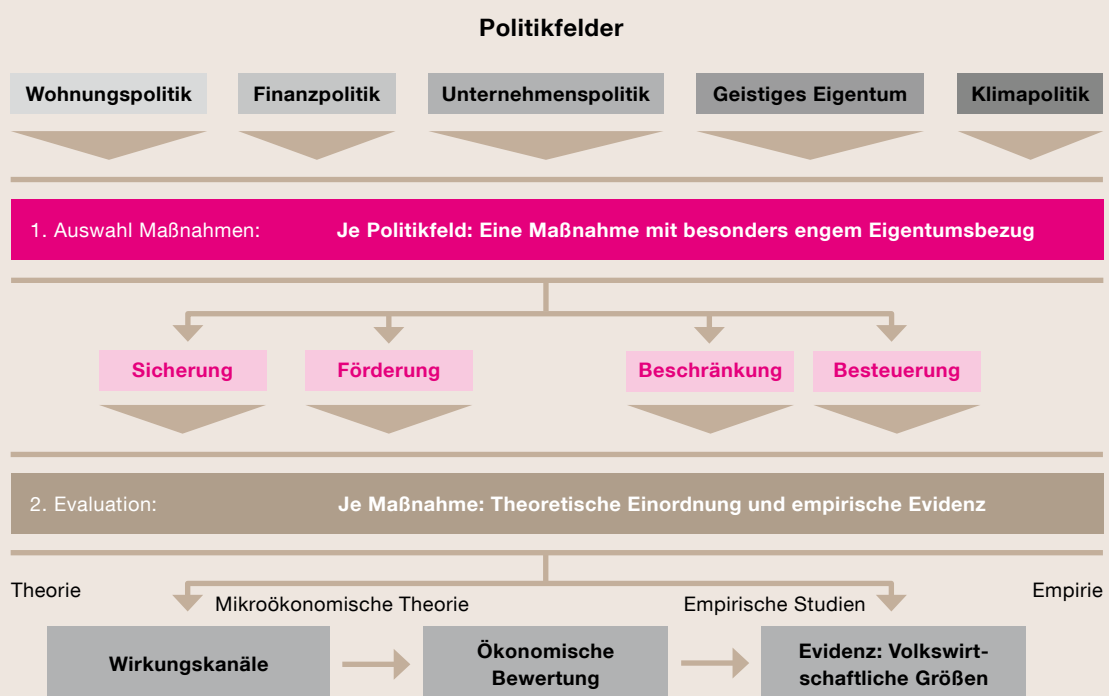 Politikfelder
Wohnungspolitik
Finanzpolitik
Unternehmenspolitik
Geistiges Eigentum
Klimapolitik
1. Auswahl Maßnahmen: Je Politikfeld: Eine Maßnahme mit besonders engem Eigentumsbezug
Sicherung
Förderung
Beschränkung
Besteuerung
2. Evaluation: Je Maßnahme: Theoretische Einordnung und empirische Evidenz
Theorie
Empirie
Mikroökonomische Theorie
Empirische Studien
Wirkungskanäle
Ökonomische
Bewertung
Evidenz: Volkswirt-
schaftliche Größen